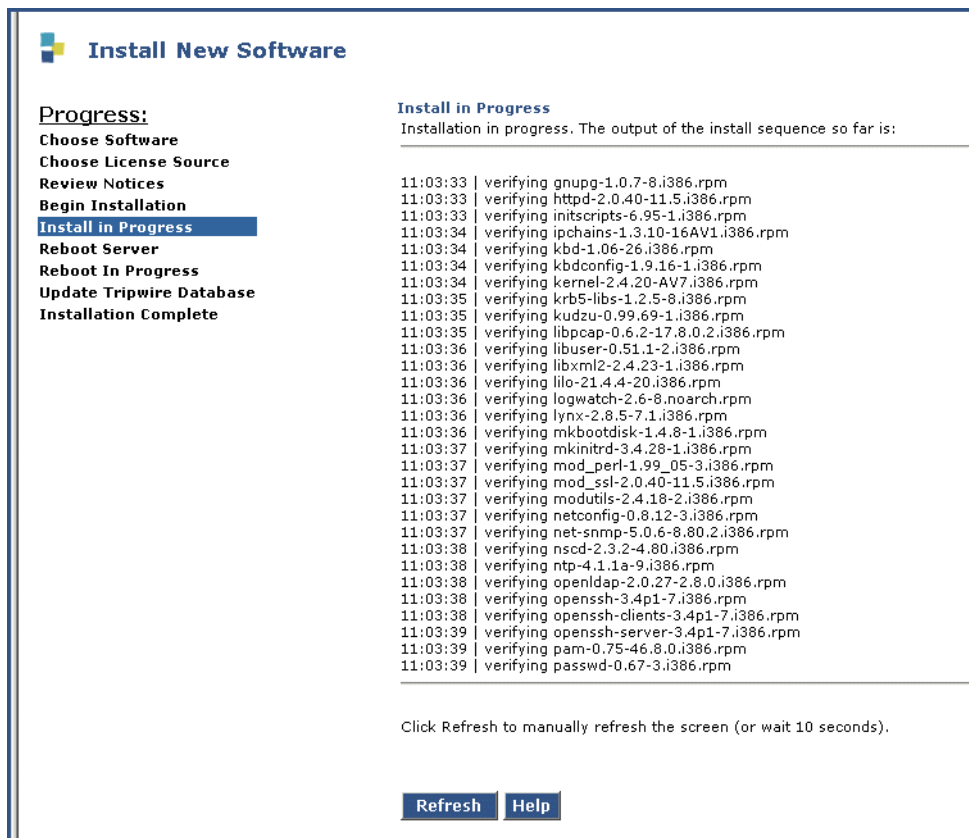 Install New Software
Progress:
Choose Software
Choose License Source
Review Notices
Begin Installation
Install in Progress
Reboot Server
Reboot In Progress
Update Tripwire Database
Installation Complete
Install in Progress
Installation in progress. The output of the install sequence so far is:
11:03:33 | verifying gnupg-1.0.7-8.i386.rpm
11:03:33 | verifying httpd-2.0.40-11.5.i386.rpm
11:03:33 | verifying initscripts-6.95-1.i386.rpm
11:03:34 | verifying ipchains-1.3.10-16AV1.i386.rpm
11:03:34 | verifying kbd-1.06-26.i386.rpm
11:03:34 | verifying kbdconfig-1.9.16-1.i386.rpm
11:03:34 | verifying kernel-2.4.20-AV7.i386.rpm
11:03:35 | verifying krb5-libs-1.2.5-8.i386.rpm
11:03:35 | verifying kudzu-0.99.69-1.i386.rpm
11:03:35 | verifying libpcap-0.6.2-17.8.0.2.i386.rpm
11:03:36 | verifying libuser-0.51.1-2.i386.rpm
11:03:36 | verifying libxml2-2.4.23-1.i386.rpm
11:03:36 | verifying lilo-21.4.4-20.i386.rpm
11:03:36 | verifying logwatch-2.6-8.noarch.rpm
11:03:36 | verifying lynx-2.8.5-7.1.i386.rpm
11:03:36 | verifying mkbootdisk-1.4.8-1.i386.rpm
11:03:37 | verifying mkinitrd-3.4.28-1.i386.rpm
11:03:37 | verifying mod_perl-1.99_05-3.i386.rpm
11:03:37 | verifying mod_ssl-2.0.40-11.5.i386.rpm
11:03:37 | verifying modutils-2.4.18-2.i386.rpm
11:03:37 | verifying netconfig-0.8.12-3.i386.rpm
11:03:37 | verifying net-snmp-5.0.6-8.80.2.i386.rpm
11:03:38 | verifying nscd-2.3.2-4.80.i386.rpm
11:03:38 | verifying ntp-4.1.1a-9.i386.rpm
11:03:38 | verifying openldap-2.0.27-2.8.0.i386.rpm
11:03:38 | verifying openssh-3.4p1-7.i386.rpm
11:03:38 | verifying openssh-clients-3.4p1-7.i386.rpm
11:03:39 | verifying openssh-server-3.4p1-7.i386.rpm
11:03:39 | verifying pam-0.75-46.8.0.i386.rpm
11:03:39 | verifying passwd-0.67-3.i386.rpm
Click Refresh to manually refresh the screen (or wait 10 seconds).
Refresh Help